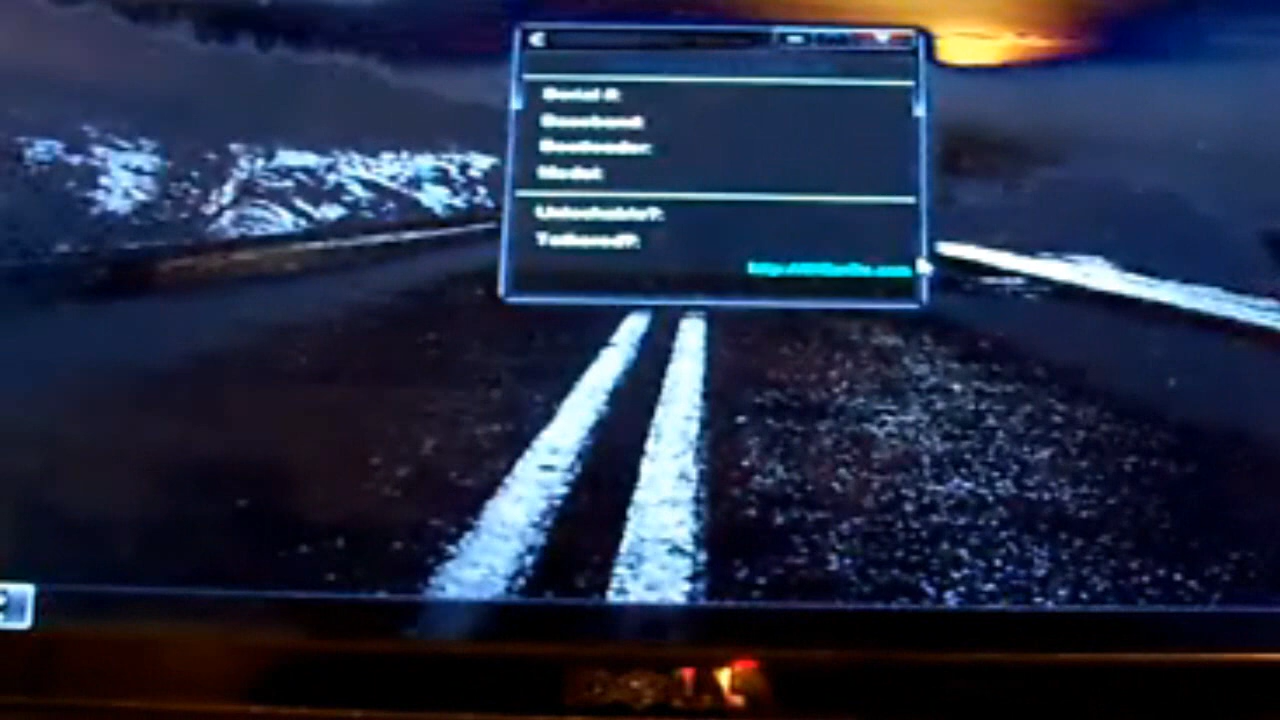 Serial #:
Baseband:
Bootloader:
Model:
Unlockable?:
Tethered?: